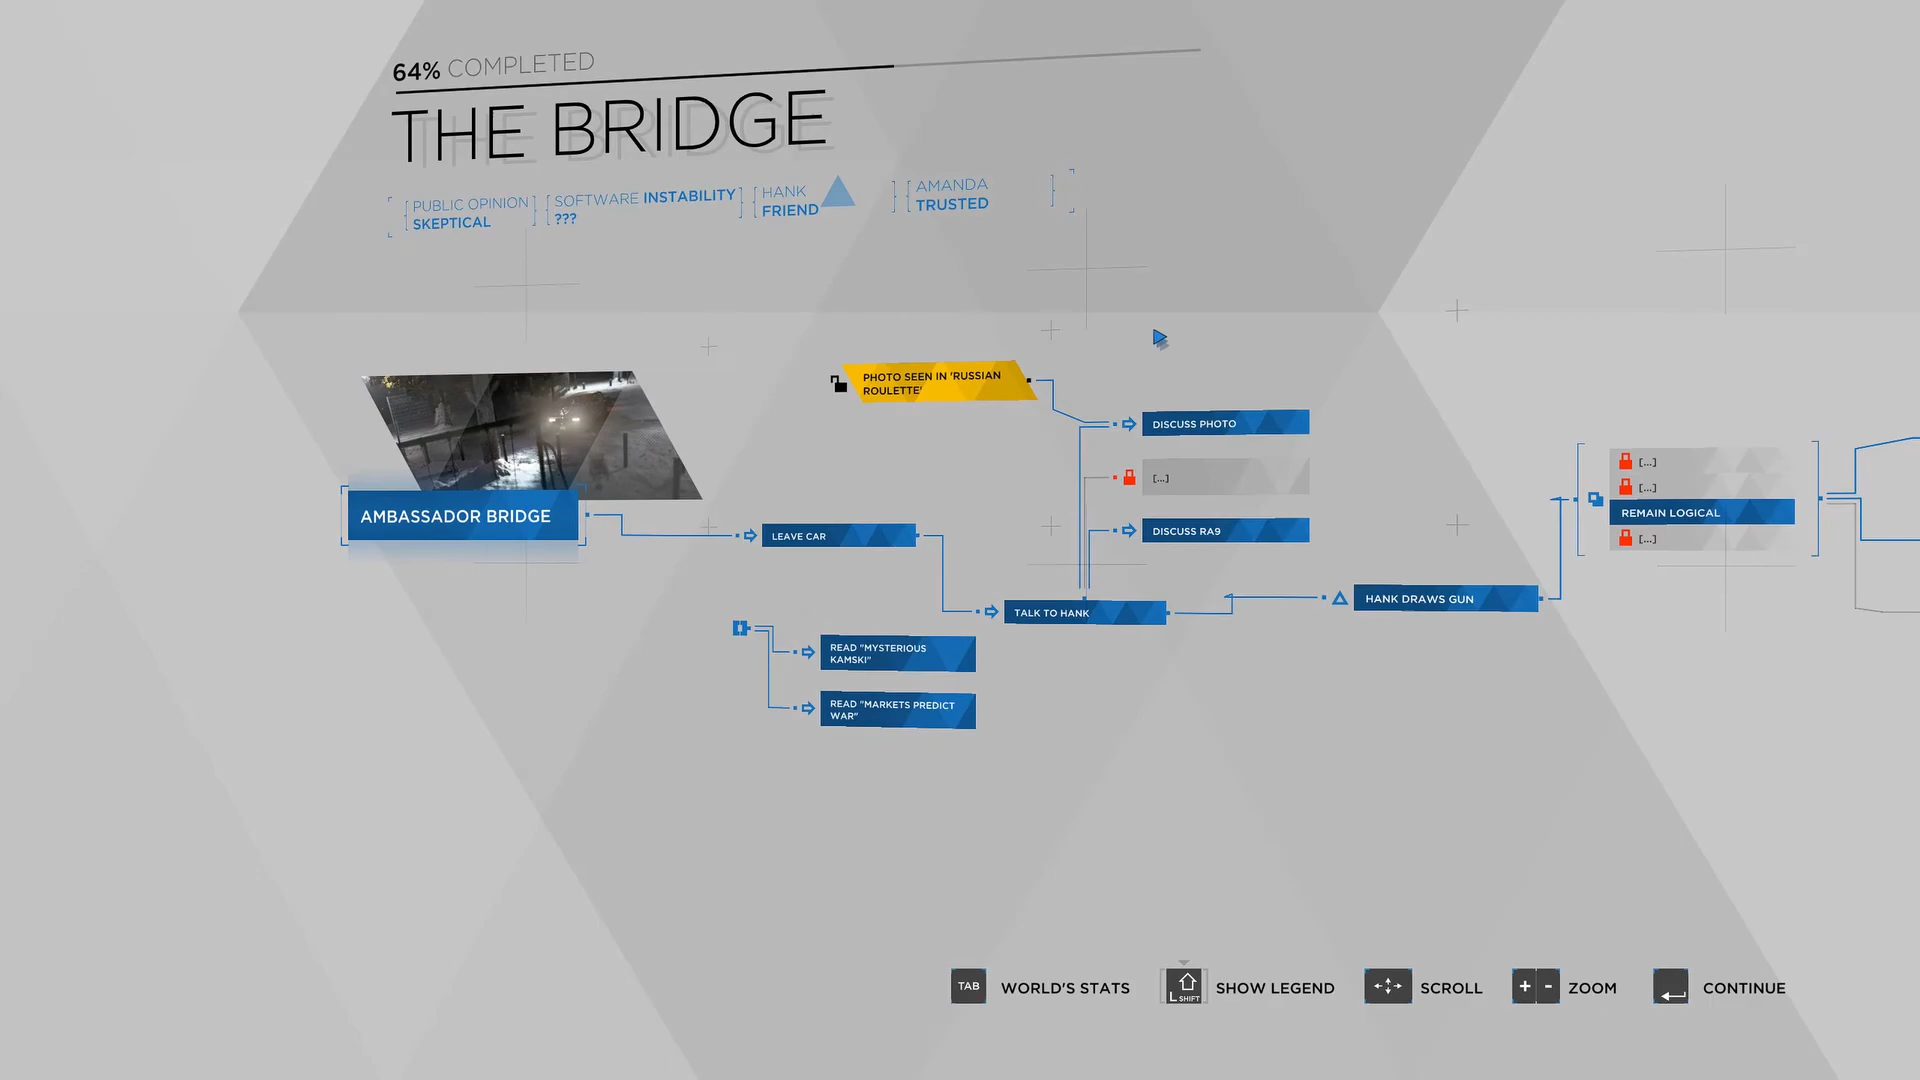 64% COMPLETED
THE BRIDGE
PUBLIC OPINION
SKEPTICAL
SOFTWARE INSTABILITY
???
HANK
FRIEND
AMANDA
TRUSTED
PHOTO SEEN IN 'RUSSIAN
ROULETTE'
DISCUSS PHOTO
[...]
DISCUSS RA9
AMBASSADOR BRIDGE
LEAVE CAR
TALK TO HANK
HANK DRAWS GUN
[...]
[...]
REMAIN LOGICAL
[...]
READ "MYSTERIOUS
KAMSKI"
READ "MARKETS PREDICT
WAR"
TAB WORLD'S STATS
L SHIFT SHOW LEGEND
SCROLL
+ - ZOOM
CONTINUE